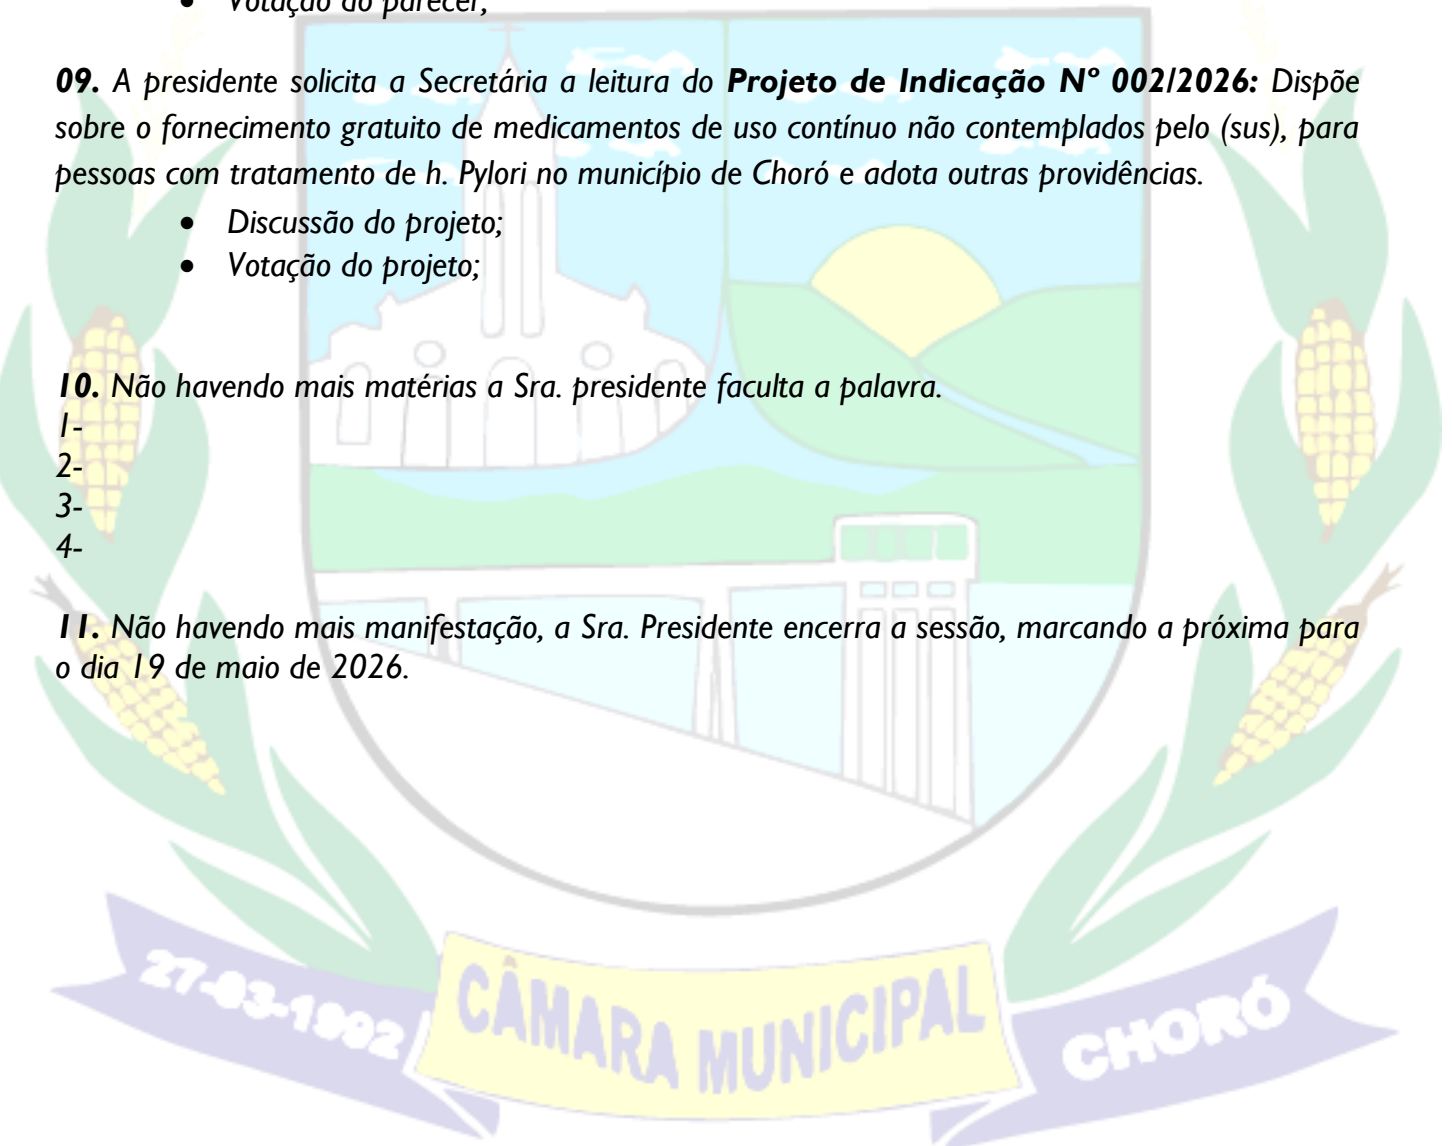 • Votação do parecer;
09. A presidente solicita a Secretária a leitura do Projeto de Indicação Nº 002/2026: Dispõe
sobre o fornecimento gratuito de medicamentos de uso contínuo não contemplados pelo (sus), para
pessoas com tratamento de h. Pylori no município de Choró e adota outras providências.
• Discussão do projeto;
• Votação do projeto;
10. Não havendo mais matérias a Sra. presidente faculta a palavra.
1-
2-
3-
4-
11. Não havendo mais manifestação, a Sra. Presidente encerra a sessão, marcando a próxima para
o dia 19 de maio de 2026.
27-03-1992
CÂMARA MUNICIPAL
CHORÓ